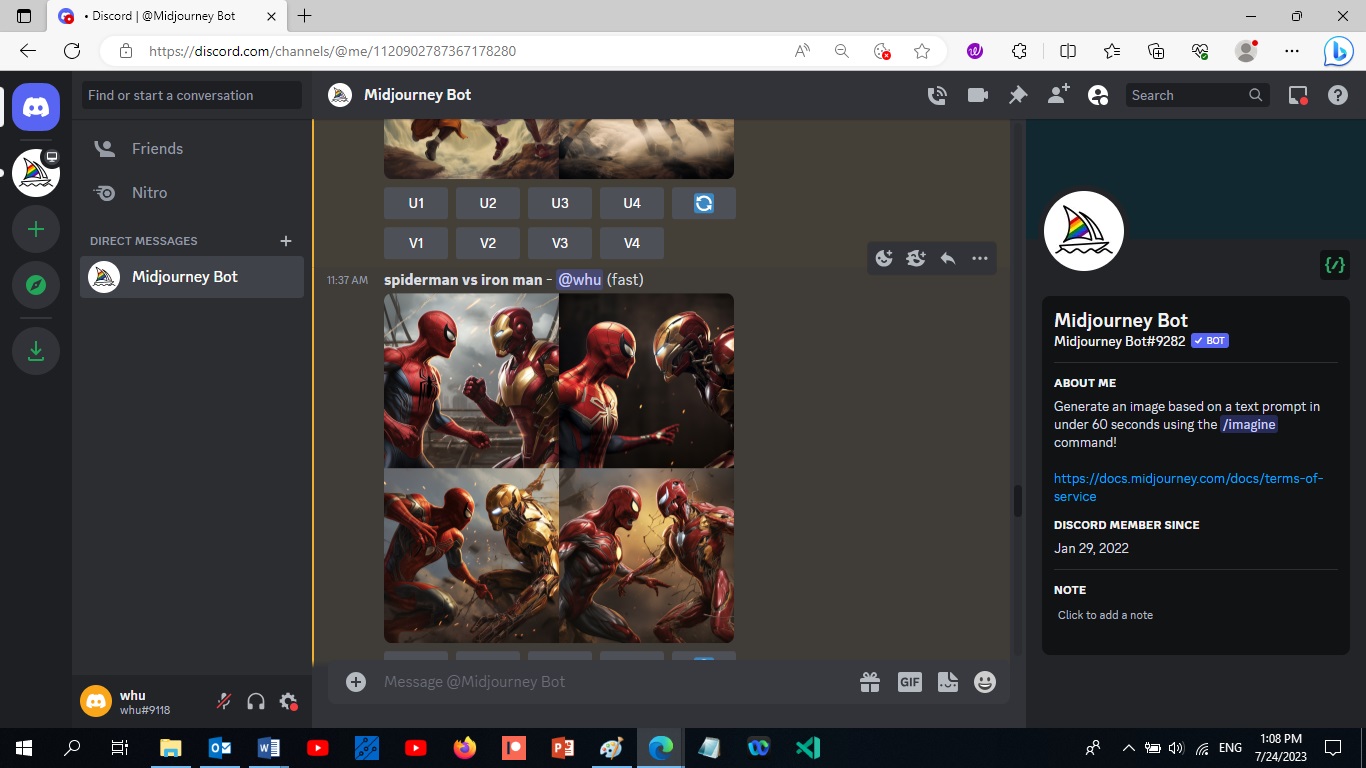 • Discord | @Midjourney Bot
https://discord.com/channels/@me/1120902787367178280
Find or start a conversation
Midjourney Bot
Search
Friends
Nitro
DIRECT MESSAGES
Midjourney Bot
whu
whu#9118
U1 U2 U3 U4
V1 V2 V3 V4
11:37 AM spiderman vs iron man - @whu (fast)
Message @Midjourney Bot
GIF
Midjourney Bot
Midjourney Bot#9282 BOT
ABOUT ME
Generate an image based on a text prompt in
under 60 seconds using the /imagine
command!
https://docs.midjourney.com/docs/terms-of-
service
DISCORD MEMBER SINCE
Jan 29, 2022
NOTE
Click to add a note
ENG
1:08 PM
7/24/2023